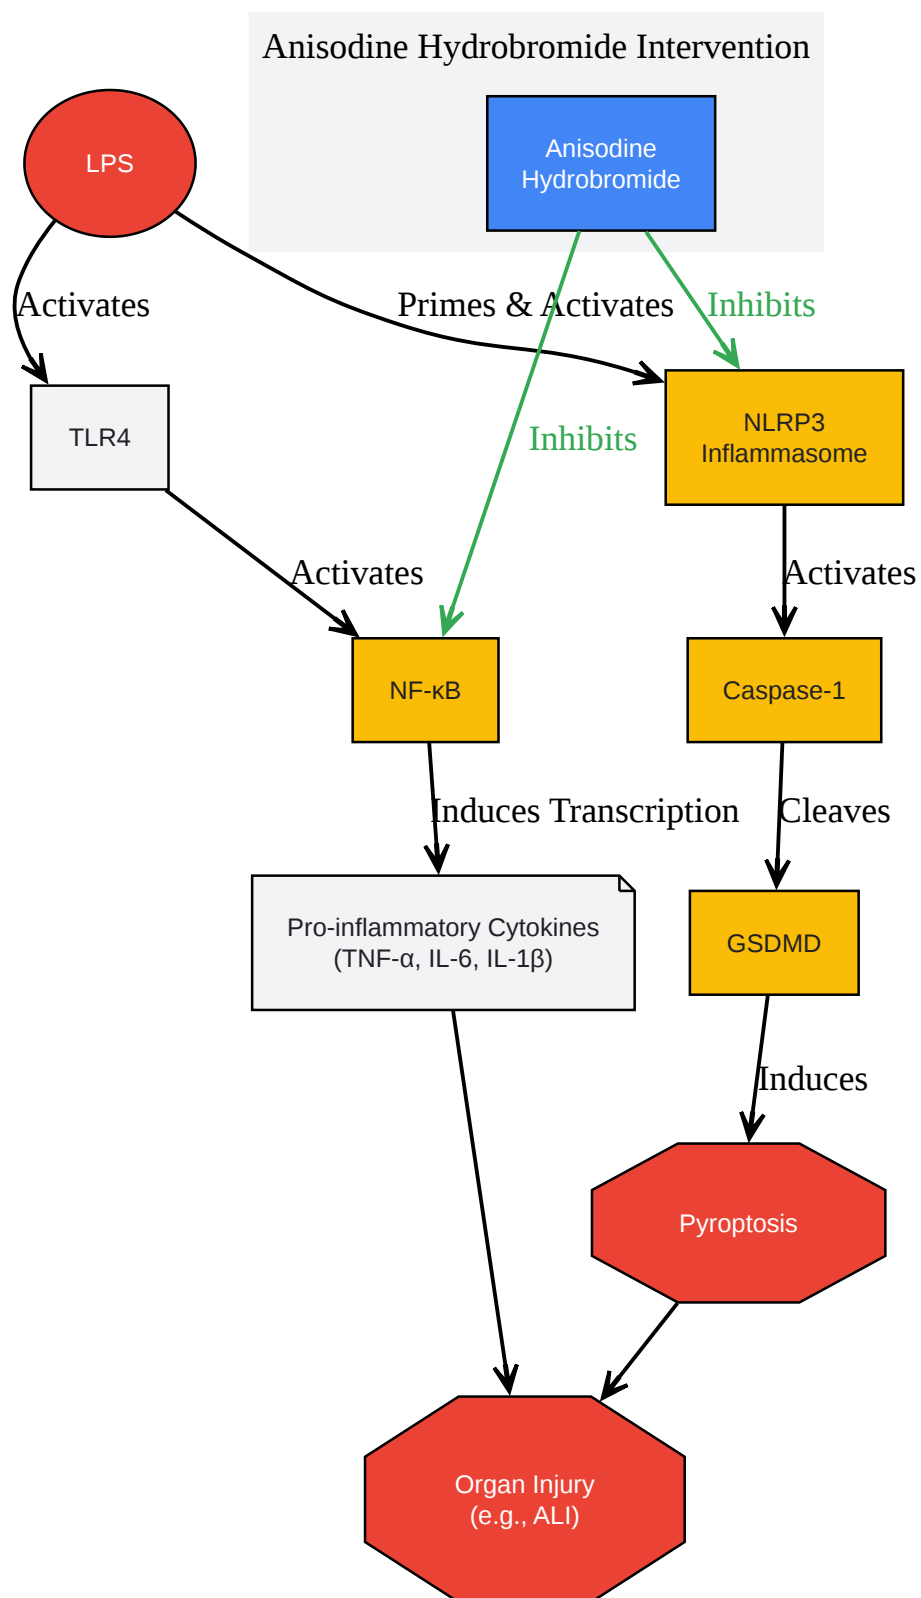 Anisodine Hydrobromide Intervention
Anisodine
Hydrobromide
LPS
Activates
Primes & Activates
Inhibits
TLR4
NLRP3
Inflammasome
Inhibits
Activates
Activates
NF-κB
Caspase-1
Induces Transcription
Cleaves
Pro-inflammatory Cytokines
(TNF-α, IL-6, IL-1β)
GSDMD
Induces
Pyroptosis
Organ Injury
(e.g., ALI)